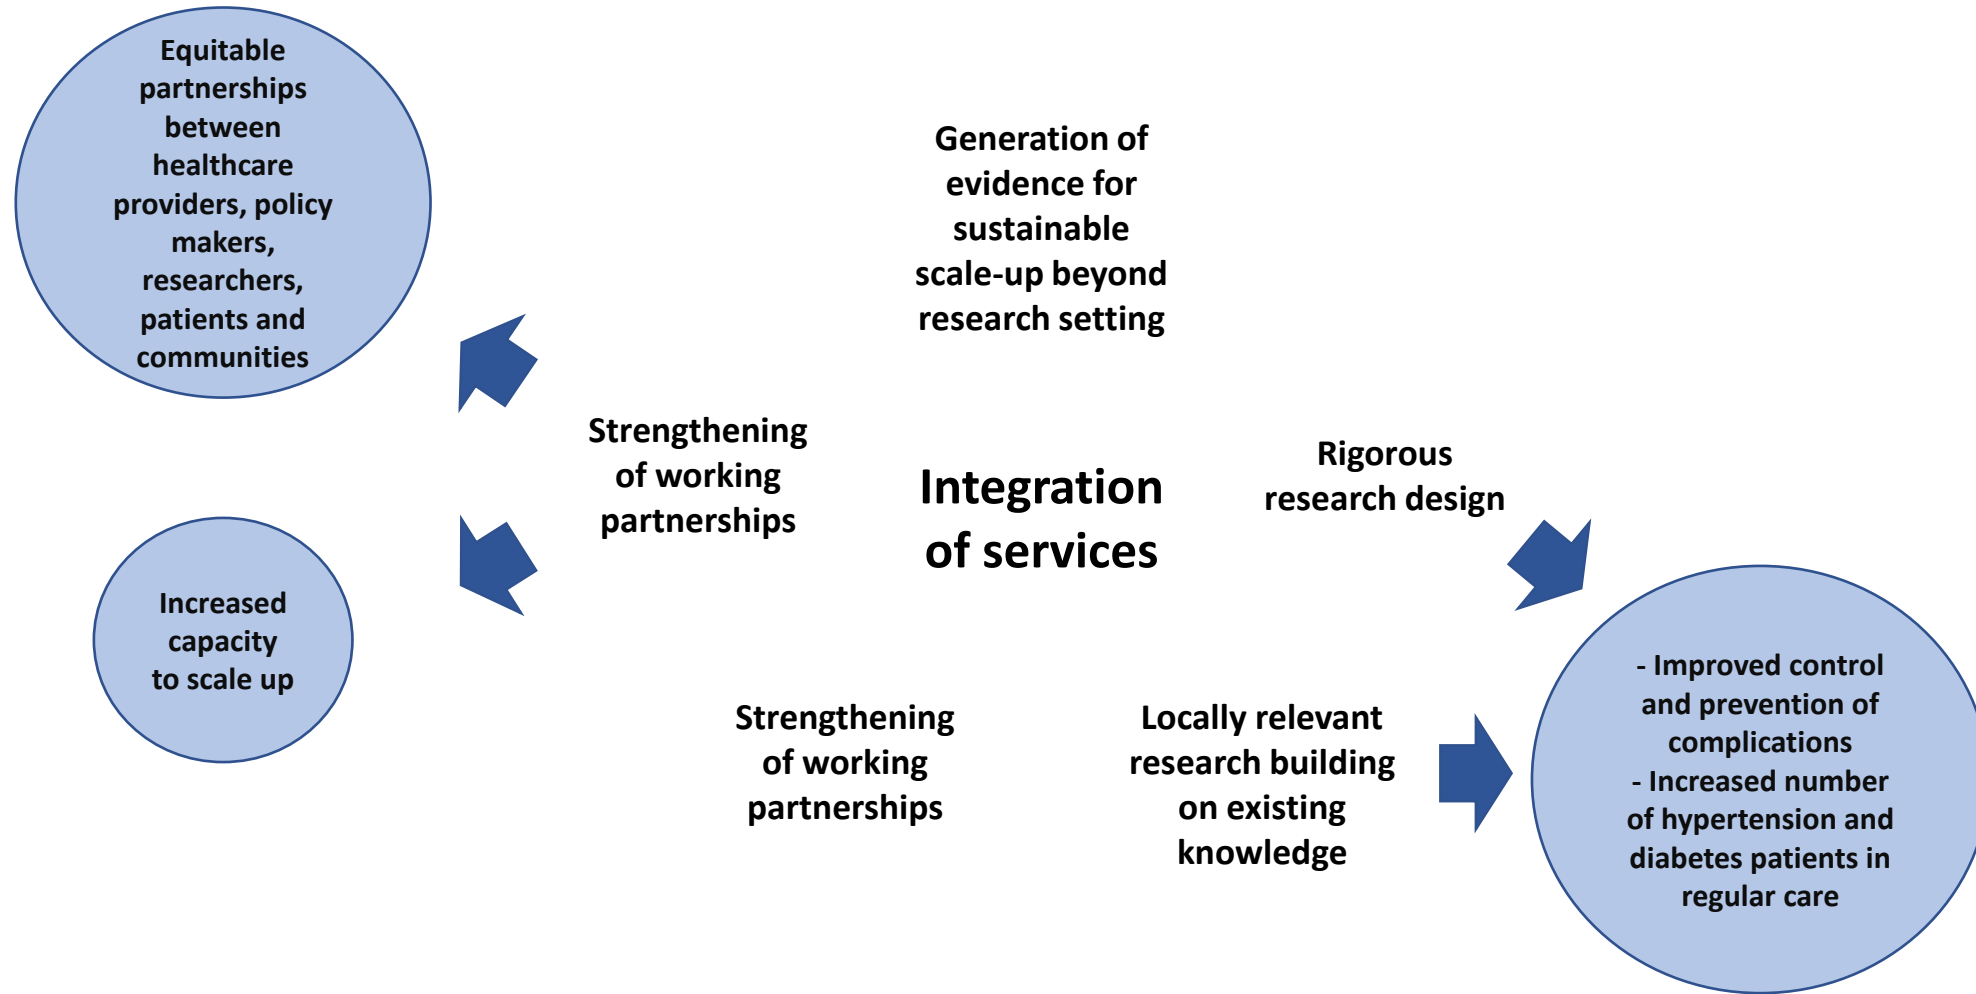 Equitable
partnerships
between
healthcare
providers, policy
makers,
researchers,
patients and
communities
Generation of
evidence for
sustainable
scale-up beyond
research setting
Strengthening
of working
partnerships
Integration
of services
Rigorous
research design
Increased
capacity
to scale up
Strengthening
of working
partnerships
Locally relevant
research building
on existing
knowledge
- Improved control
and prevention of
complications
- Increased number
of hypertension and
diabetes patients in
regular care